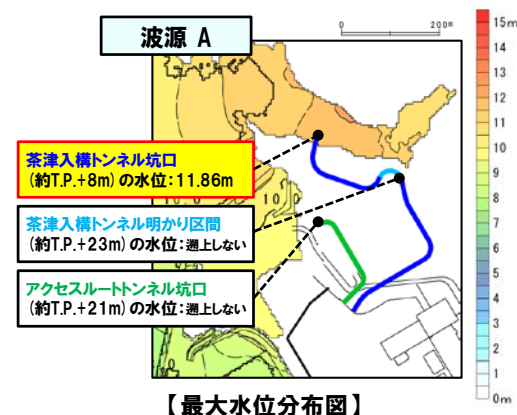 波源 A
0 200m
茶津入構トンネル坑口
(約T.P.+8m) の水位：11.86m
茶津入構トンネル明かり区間
(約T.P.+23m) の水位：遡上しない
アクセスルートトンネル坑口
(約T.P.+21m) の水位：遡上しない
10
15m
14
13
12
11
10
9
8
7
6
5
4
3
2
1
0m
【最大水位分布図】